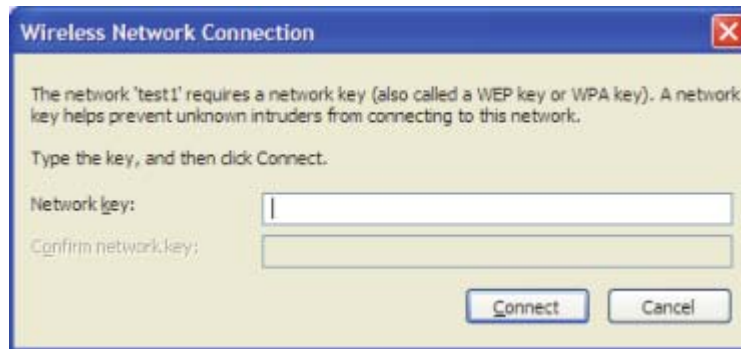 Wireless Network Connection
The network 'test1' requires a network key (also called a WEP key or WPA key). A network
key helps prevent unknown intruders from connecting to this network.
Type the key, and then click Connect.
Network key:
Confirm network key:
Connect Cancel